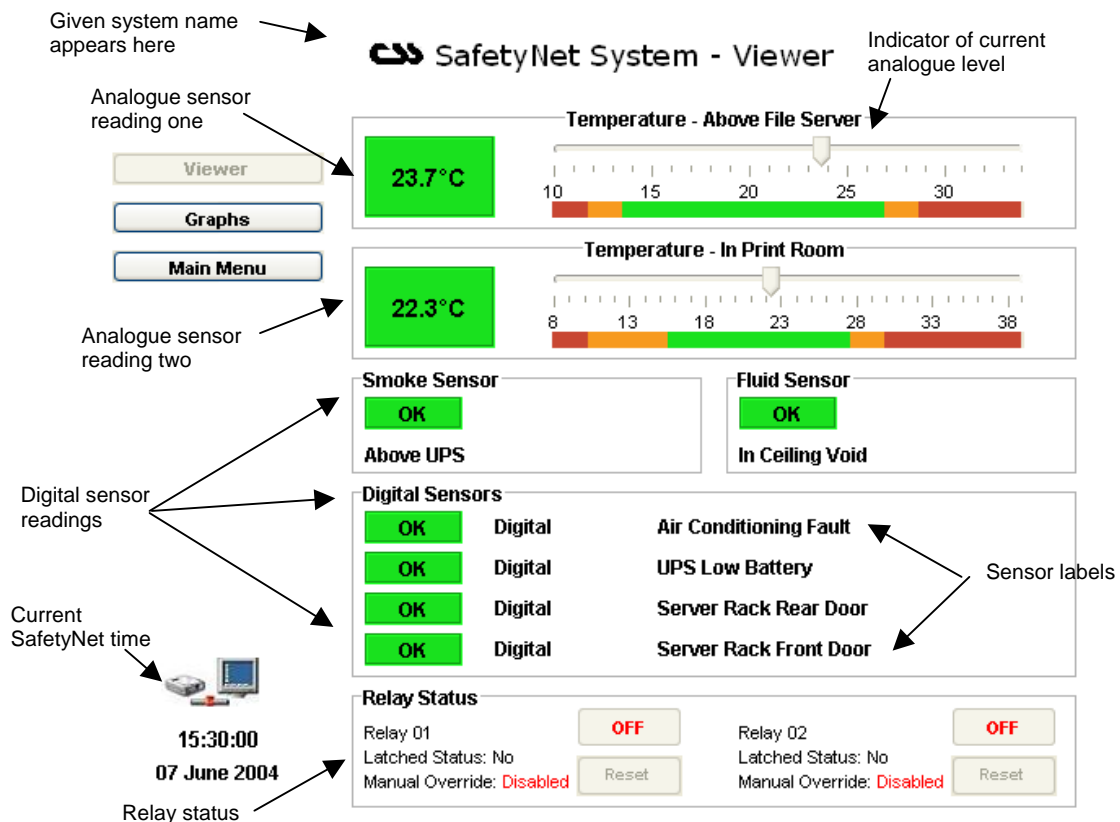 Given system name
appears here
CSS SafetyNet System - Viewer
Indicator of current
analogue level
Analogue sensor
reading one
Viewer
Graphs
Main Menu
Temperature - Above File Server
23.7°C
10 15 20 25 30
Temperature - In Print Room
22.3°C
8 13 18 23 28 33 38
Analogue sensor
reading two
Smoke Sensor
OK
Above UPS
Fluid Sensor
OK
In Ceiling Void
Digital sensor
readings
Digital Sensors
OK Digital Air Conditioning Fault
OK Digital UPS Low Battery
OK Digital Server Rack Rear Door
OK Digital Server Rack Front Door
Sensor labels
Current
SafetyNet time
15:30:00
07 June 2004
Relay Status
Relay 01 OFF
Latched Status: No
Manual Override: Disabled Reset
Relay 02 OFF
Latched Status: No
Manual Override: Disabled Reset
Relay status